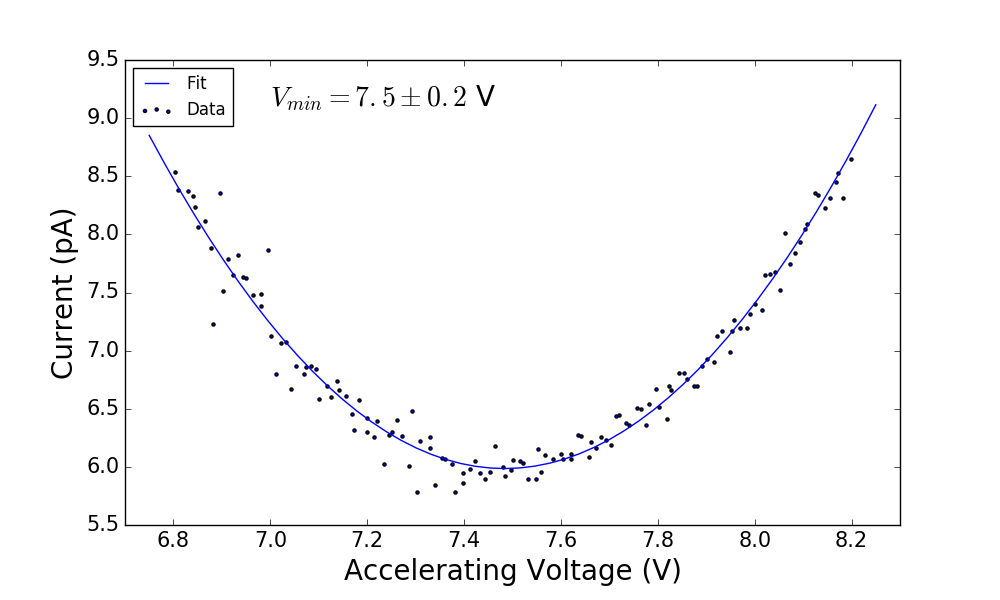 9.5
9.0
8.5
8.0
7.5
7.0
6.5
6.0
5.5
Current (pA)
Fit
Data
V_min = 7.5 ± 0.2 V
6.8 7.0 7.2 7.4 7.6 7.8 8.0 8.2
Accelerating Voltage (V)